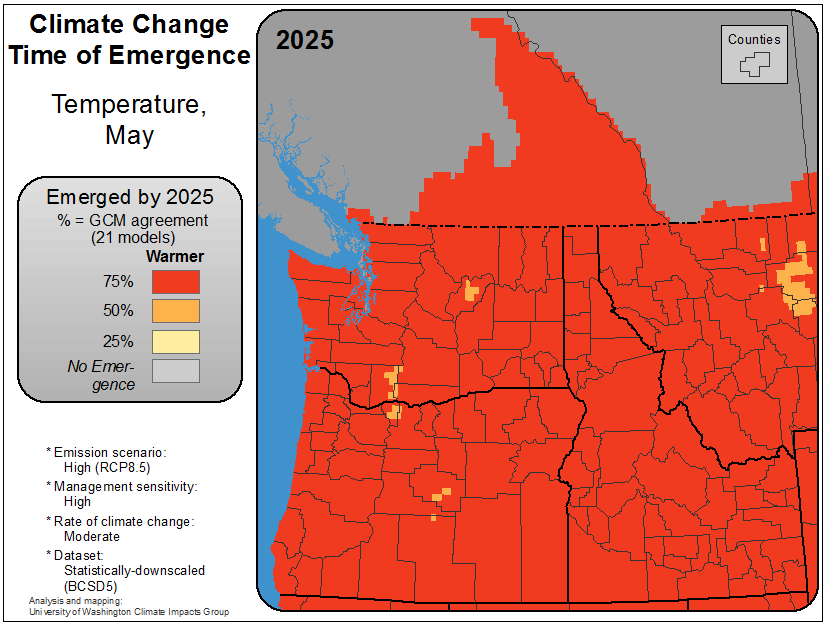 Climate Change
Time of Emergence
Temperature,
May
Emerged by 2025
% = GCM agreement
(21 models)
Warmer
75%
50%
25%
No Emer-
gence
* Emission scenario:
High (RCP8.5)
* Management sensitivity:
High
* Rate of climate change:
Moderate
* Dataset:
Statistically-downscaled
(BCSD5)
Analysis and mapping:
University of Washington Climate Impacts Group
2025
Counties